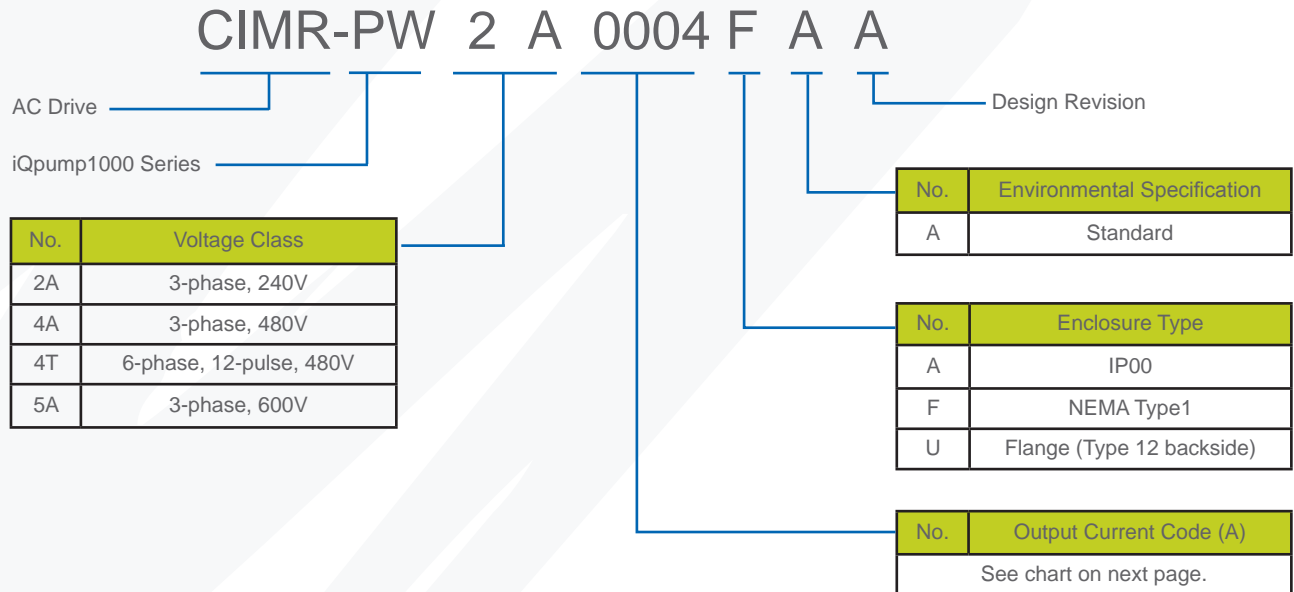 CIMR-PW 2 A 0004 F A A
AC Drive
Design Revision
iQpump1000 Series
No. Voltage Class
2A 3-phase, 240V
4A 3-phase, 480V
4T 6-phase, 12-pulse, 480V
5A 3-phase, 600V
No. Environmental Specification
A Standard
No. Enclosure Type
A IP00
F NEMA Type1
U Flange (Type 12 backside)
No. Output Current Code (A)
See chart on next page.